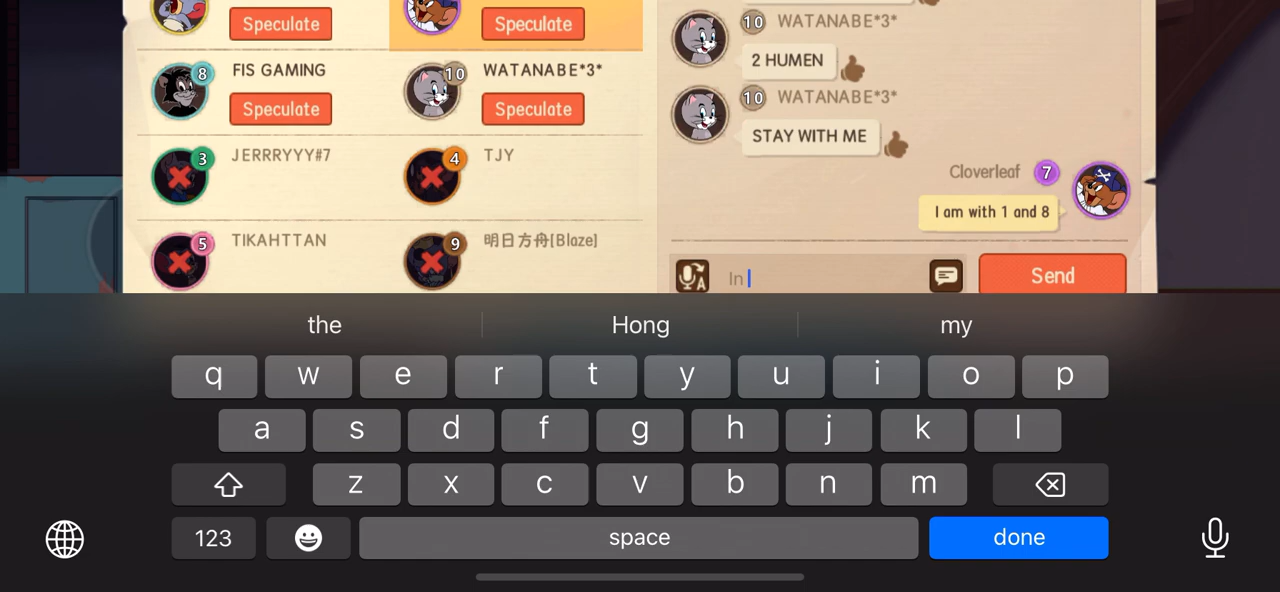 Speculate
Speculate
8 FIS GAMING
Speculate
10 WATANABE*3*
Speculate
3 JERRRYYY#7
4 TJY
5 TIKAHTTAN
9 明日方舟[Blaze]
10 WATANABE*3*
2 HUMEN
10 WATANABE*3*
STAY WITH ME
Cloverleaf 7
I am with 1 and 8
A
In
Send
the Hong my
q w e r t y u i o p
a s d f g h j k l
z x c v b n m
123 space done